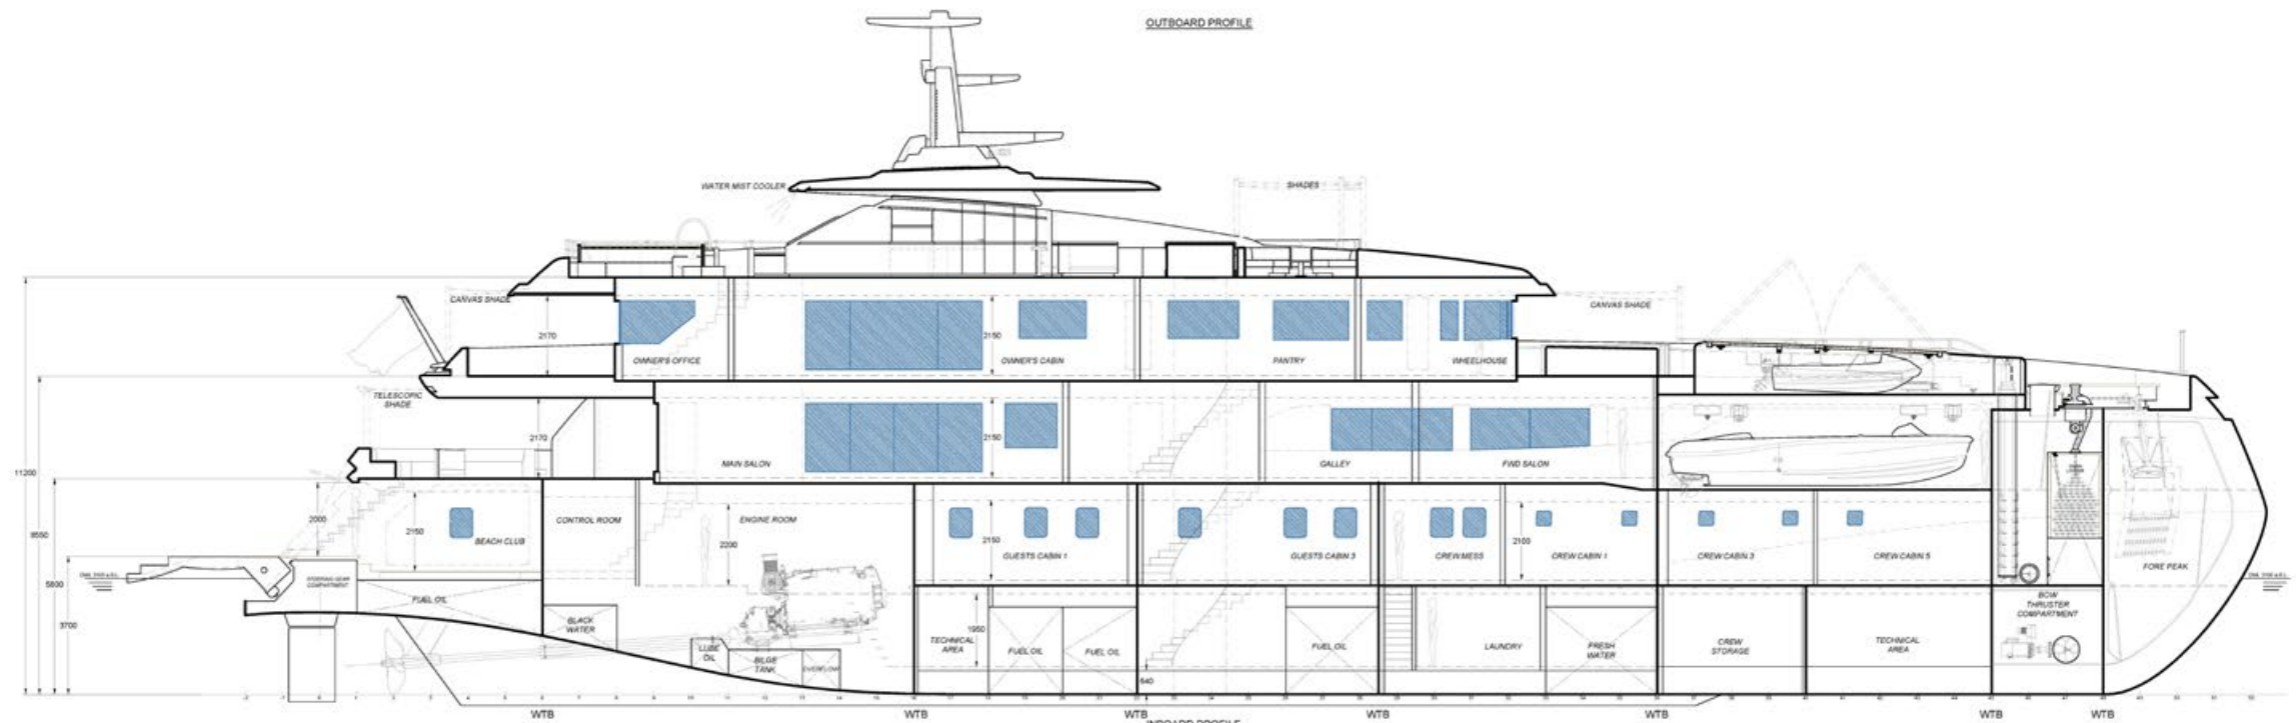 OUTBOARD PROFILE
WATER MIST COOLER
SHADES
CANVAS SHADE
CANVAS SHADE
2170
2150
OWNER'S OFFICE
OWNER'S CABIN
PANTRY
WHEELHOUSE
TELESCOPIC
SHADE
2170
2150
MAIN SALON
GALLEY
FWD SALON
11200
8550
5800
3700
2000
2150
BEACH CLUB
CONTROL ROOM
ENGINE ROOM
2200
2150
GUESTS CABIN 1
GUESTS CABIN 3
CREW MESS
2100
CREW CABIN 1
CREW CABIN 3
CREW CABIN 5
FORE PEAK
STEERING GEAR
COMPARTMENT
FUEL OIL
BLACK
WATER
LUBE
OIL
BILGE
TANK
OVERFLOW
TECHNICAL
AREA
1950
FUEL OIL
FUEL OIL
640
FUEL OIL
LAUNDRY
FRESH
WATER
CREW
STORAGE
TECHNICAL
AREA
BOW
THRUSTER
COMPARTMENT
WTB
WTB
WTB
WTB
WTB
WTB
WTB
INBOARD PROFILE